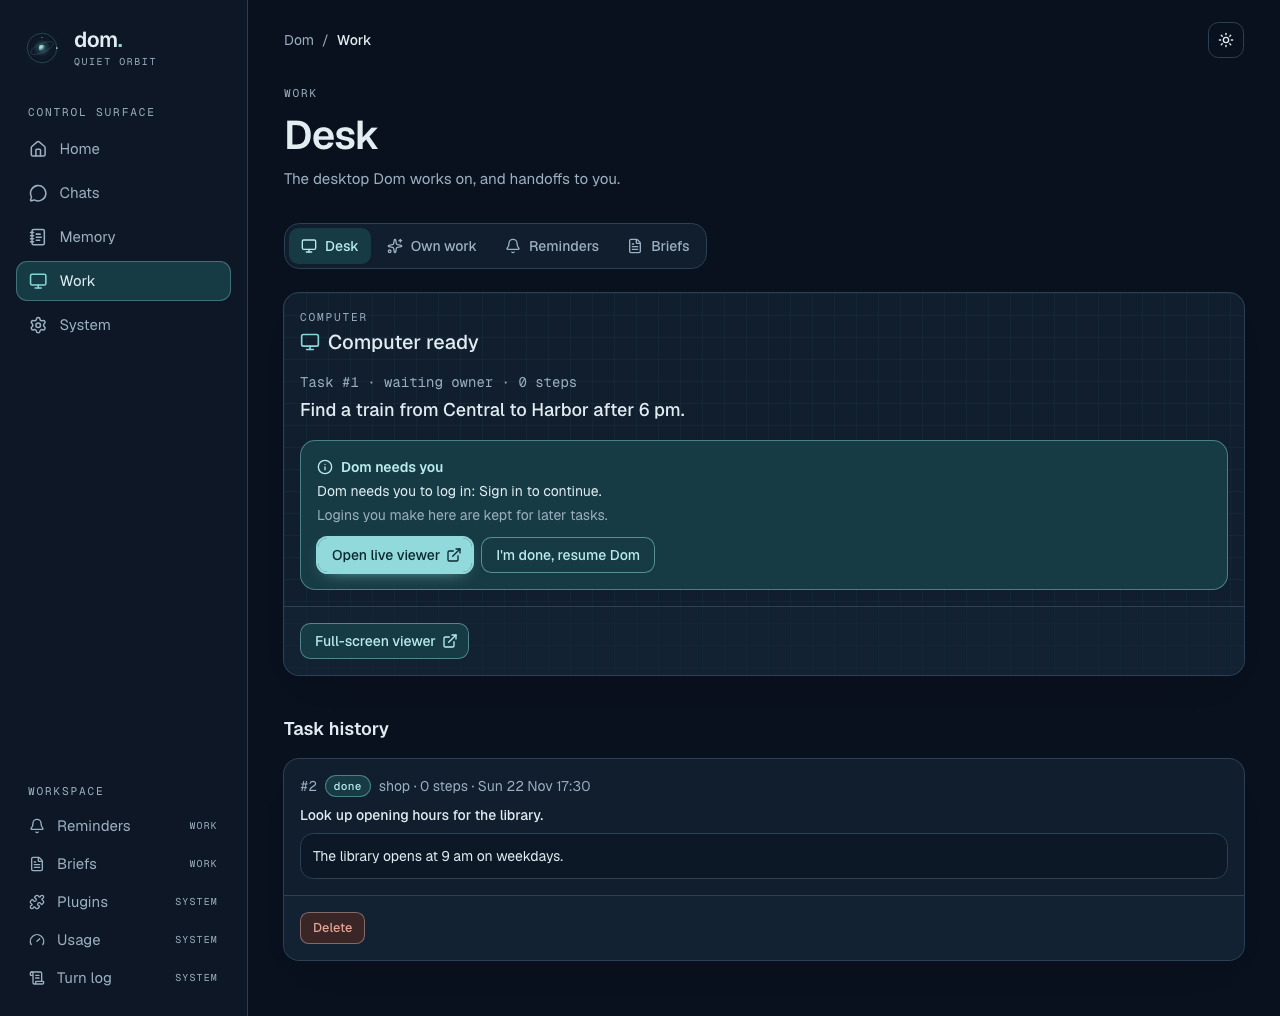 dom.
QUIET ORBIT
CONTROL SURFACE
Home
Chats
Memory
Work
System
WORKSPACE
Reminders WORK
Briefs WORK
Plugins SYSTEM
Usage SYSTEM
Turn log SYSTEM
Dom / Work
WORK
Desk
The desktop Dom works on, and handoffs to you.
Desk Own work Reminders Briefs
COMPUTER
Computer ready
Task #1 · waiting owner · 0 steps
Find a train from Central to Harbor after 6 pm.
Dom needs you
Dom needs you to log in: Sign in to continue.
Logins you make here are kept for later tasks.
Open live viewer I'm done, resume Dom
Full-screen viewer
Task history
#2 done shop · 0 steps · Sun 22 Nov 17:30
Look up opening hours for the library.
The library opens at 9 am on weekdays.
Delete